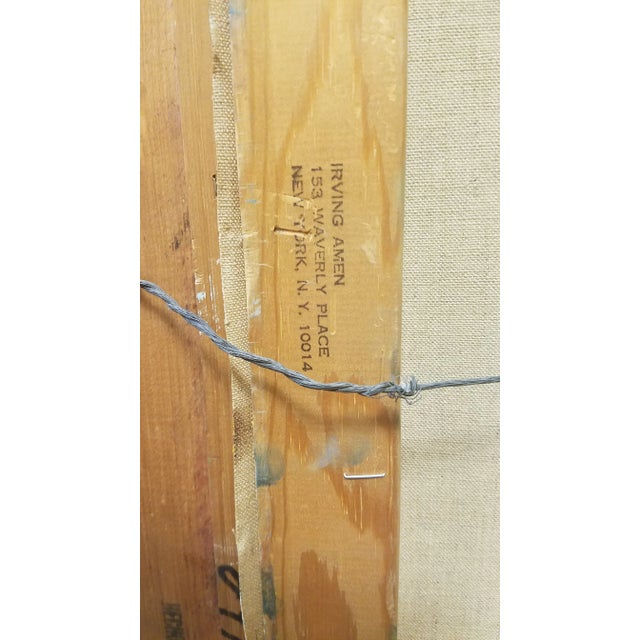 IRVING AMEN
153 WAVERLY PLACE
NEW YORK, N. Y. 10014